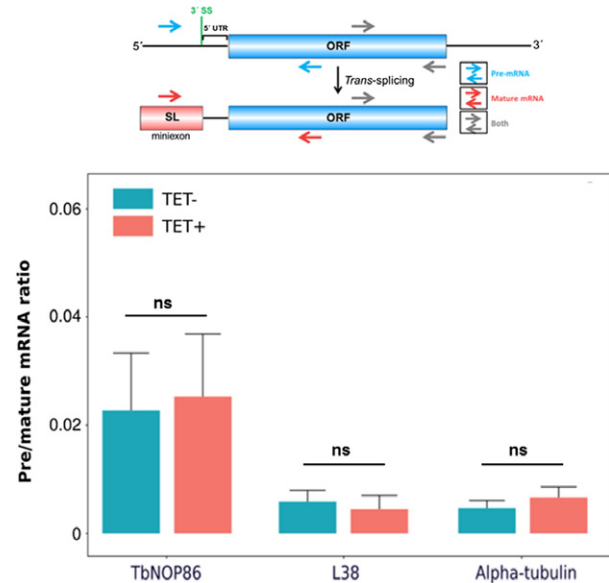 3´ SS
5´ UTR
5´ ORF 3´
Trans-splicing
SL ORF
miniexon
Pre-mRNA
Mature mRNA
Both
TET-
TET+
Pre/mature mRNA ratio
0.06
0.04
0.02
0
ns ns ns
TbNOP86 L38 Alpha-tubulin